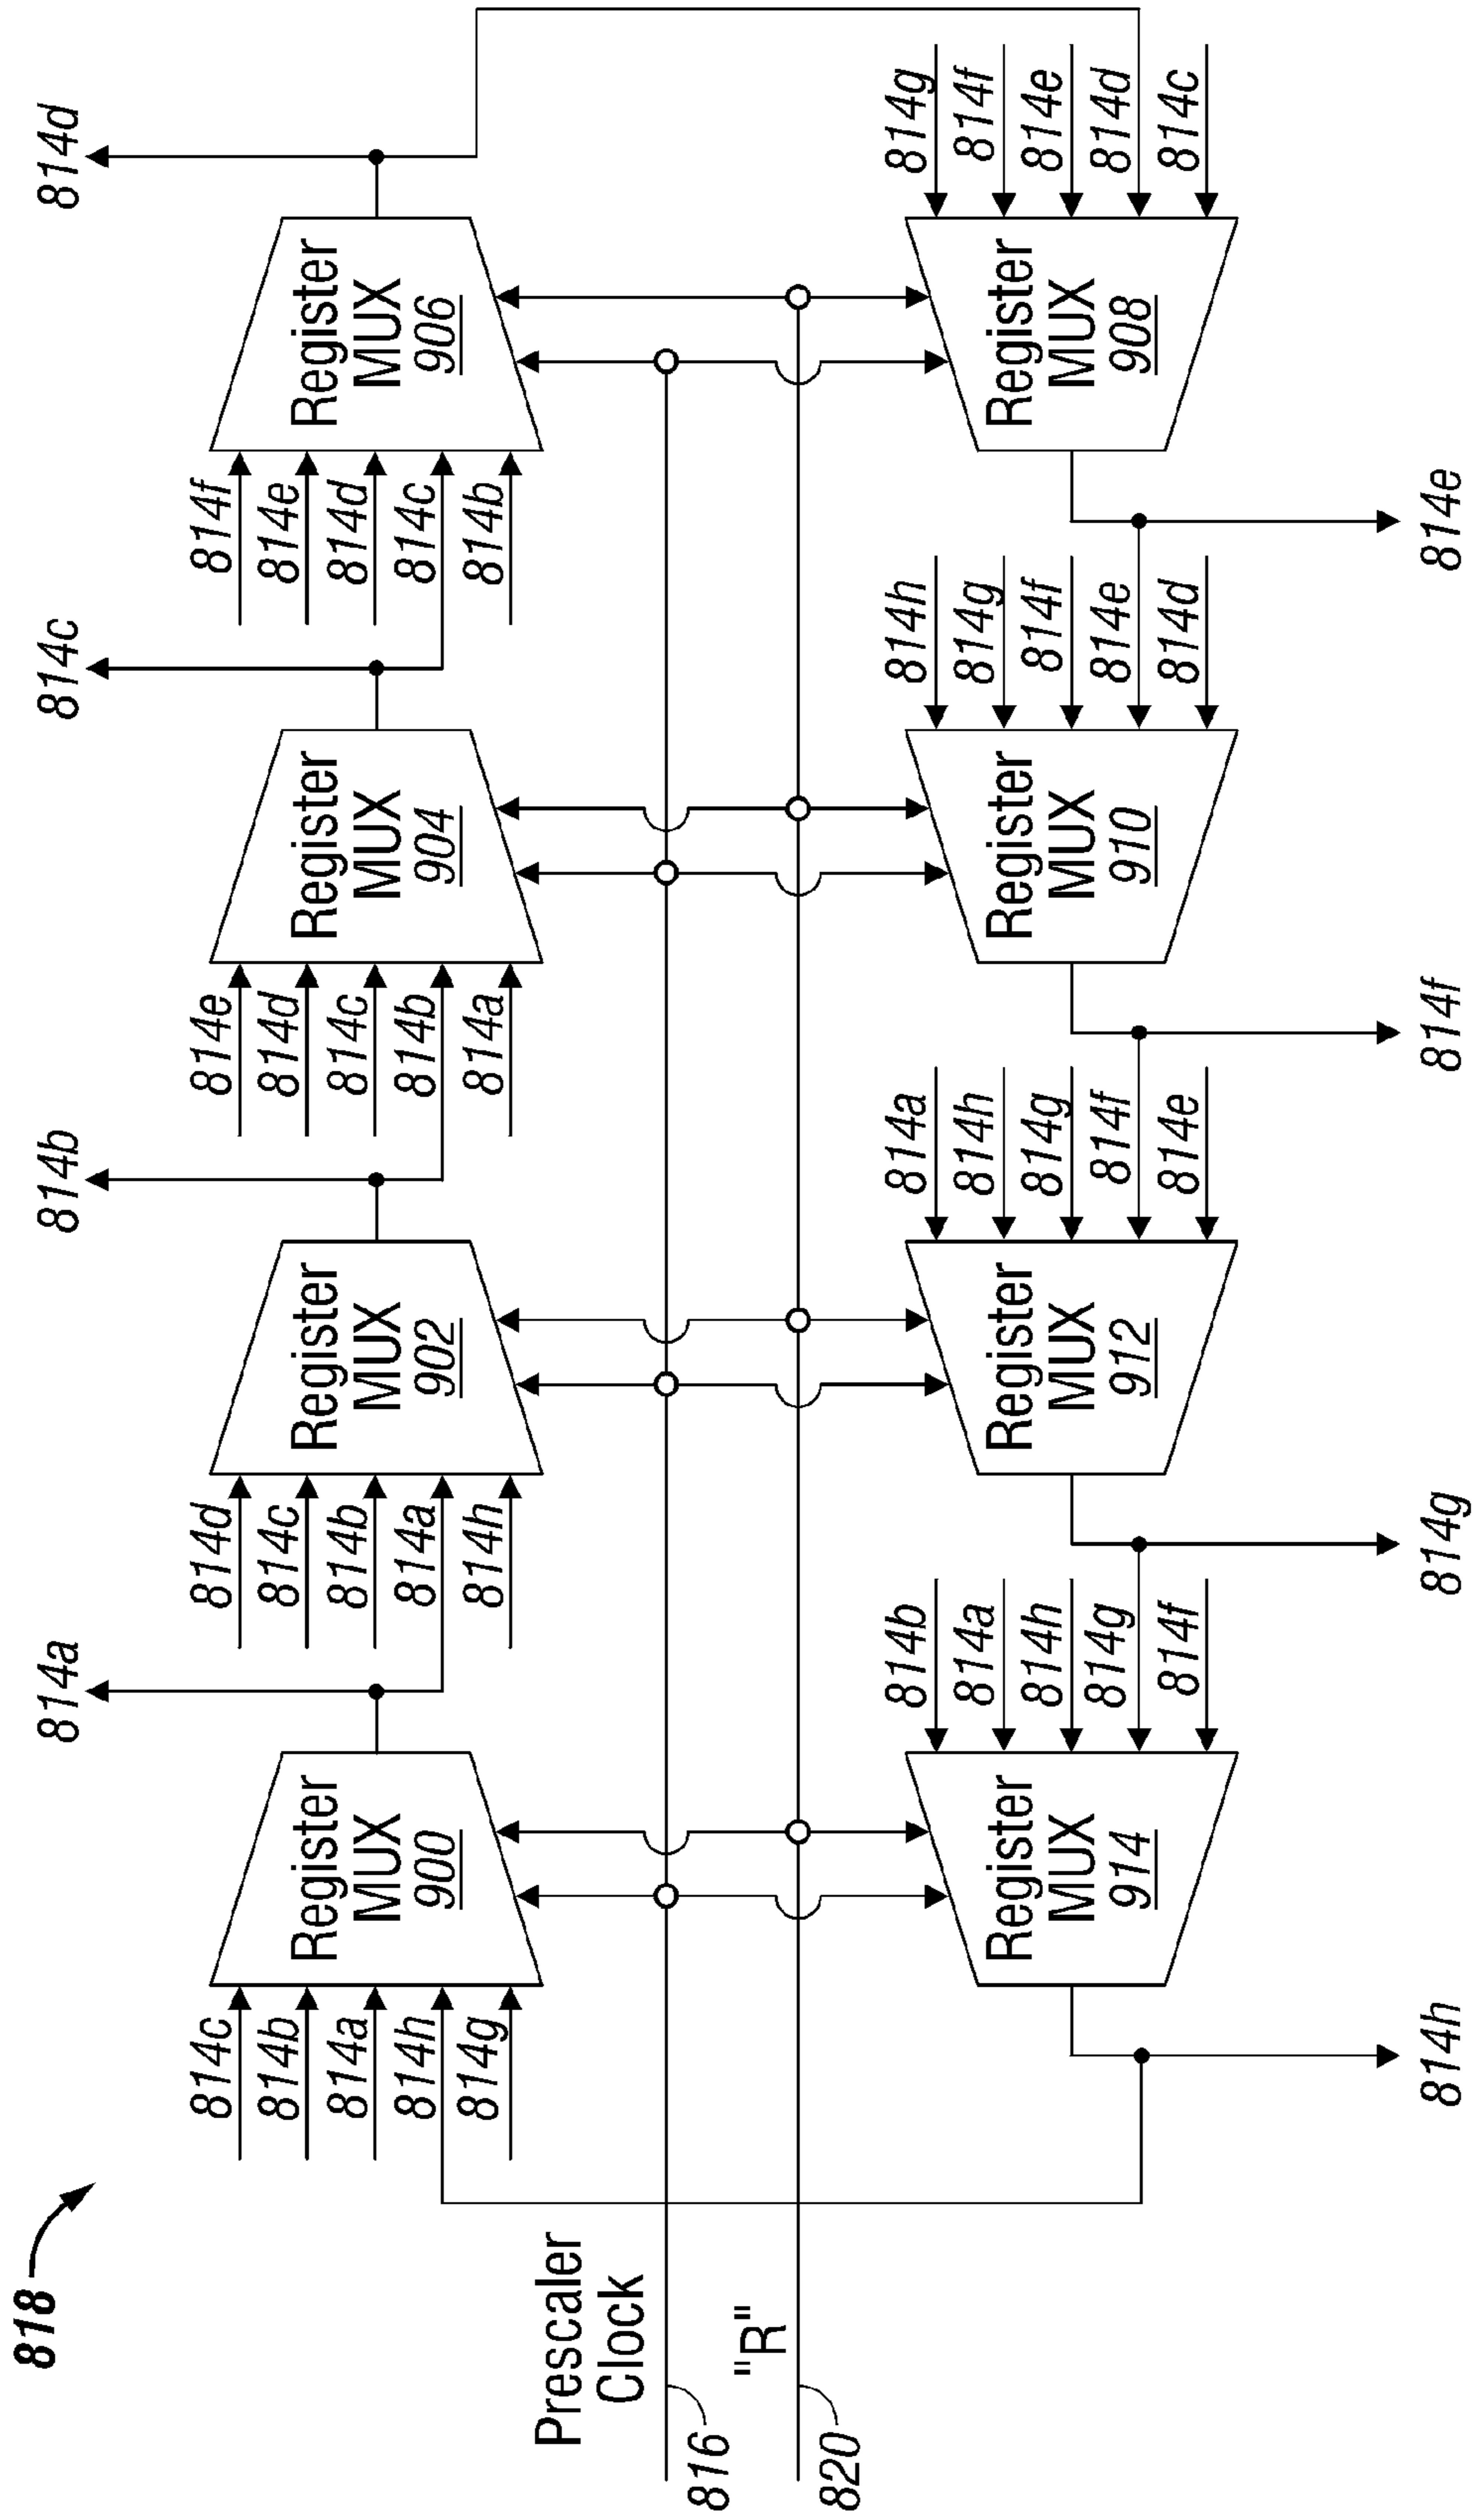 818
814a
814b
814c
814d
814c
814b
814a
814h
814g
Register
MUX
900
814d
814c
814b
814a
814h
Register
MUX
902
814e
814d
814c
814b
814a
Register
MUX
904
814f
814e
814d
814c
814b
Register
MUX
906
Prescaler
Clock
816
"R"
820
Register
MUX
914
814b
814a
814h
814g
814f
Register
MUX
912
814a
814h
814g
814f
814e
Register
MUX
910
814h
814g
814f
814e
814d
Register
MUX
908
814g
814f
814e
814d
814c
814h
814g
814f
814e